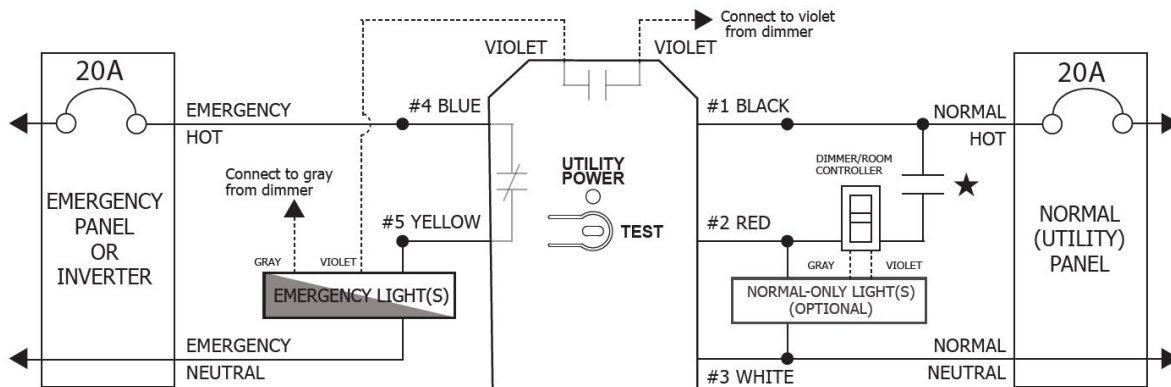 Connect to violet
from dimmer
VIOLET
VIOLET
20A
20A
EMERGENCY
HOT
#4 BLUE
#1 BLACK
NORMAL
HOT
Connect to gray
from dimmer
UTILITY
POWER
DIMMER/ROOM
CONTROLLER
EMERGENCY
PANEL
OR
INVERTER
#5 YELLOW
TEST
#2 RED
NORMAL
(UTILITY)
PANEL
GRAY
VIOLET
GRAY
VIOLET
EMERGENCY LIGHT(S)
NORMAL-ONLY LIGHT(S)
(OPTIONAL)
EMERGENCY
NEUTRAL
#3 WHITE
NORMAL
NEUTRAL